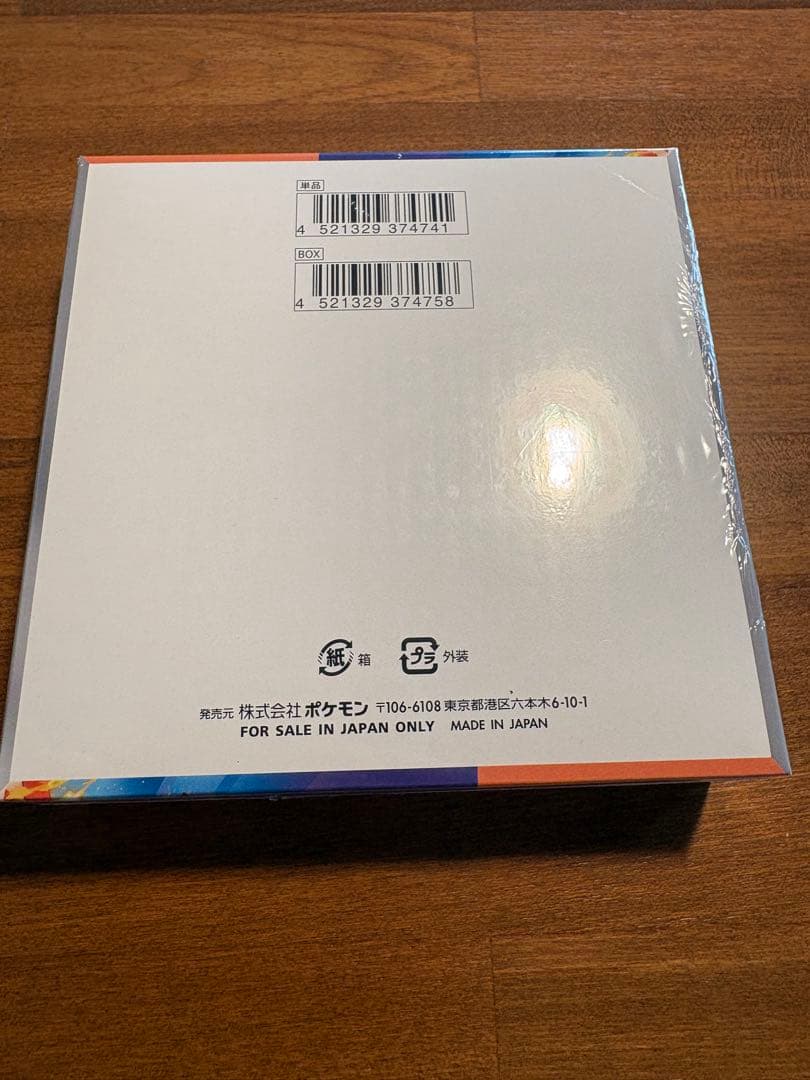 単品
4 521329 374741
BOX
4 521329 374758
紙 箱 プラ 外装
発売元 株式会社 ポケモン 〒106-6108 東京都港区六本木6-10-1
FOR SALE IN JAPAN ONLY MADE IN JAPAN